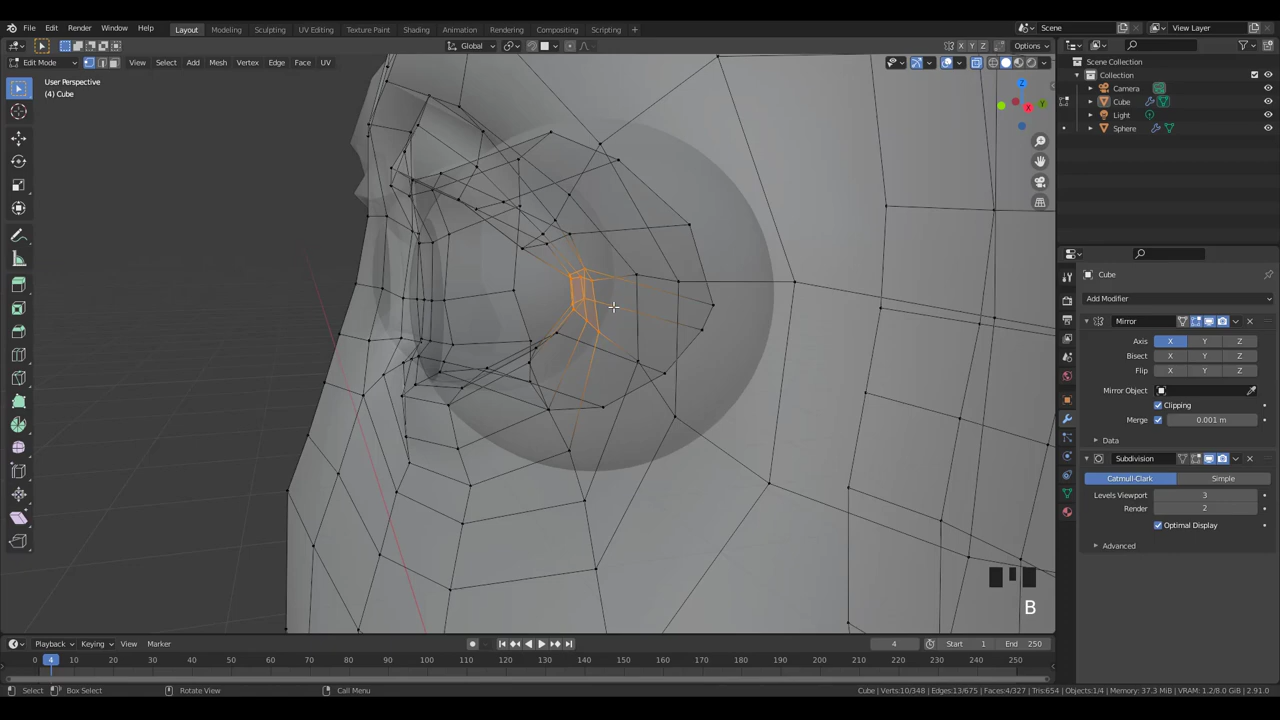 File Edit Render Window Help Layout Modeling Sculpting UV Editing Texture Paint Shading Animation Rendering Compositing Scripting + Scene View Layer
Global X Y Z Options
Edit Mode View Select Add Mesh Vertex Edge Face UV
User Perspective
(4) Cube
Z
Y
X
Scene Collection
Collection
Camera
Cube
Light
Sphere
Cube
Add Modifier
Mirror
Axis X Y Z
Bisect X Y Z
Flip X Y Z
Mirror Object
Clipping
Merge 0.001 m
Data
Subdivision
Catmull-Clark Simple
Levels Viewport 3
Render 2
Optimal Display
Advanced
B
Playback Keying View Marker 4 Start 1 End 250
0 4 10 20 30 40 50 60 70 80 90 100 110 120 130 140 150 160 170 180 190 200 210 220 230 240 250
Select Box Select Rotate View Call Menu Cube | Verts:10/348 | Edges:13/675 | Faces:4/327 | Tris:654 | Objects:1/4 | Memory: 37.3 MiB | VRAM: 1.2/8.0 GiB | 2.91.0